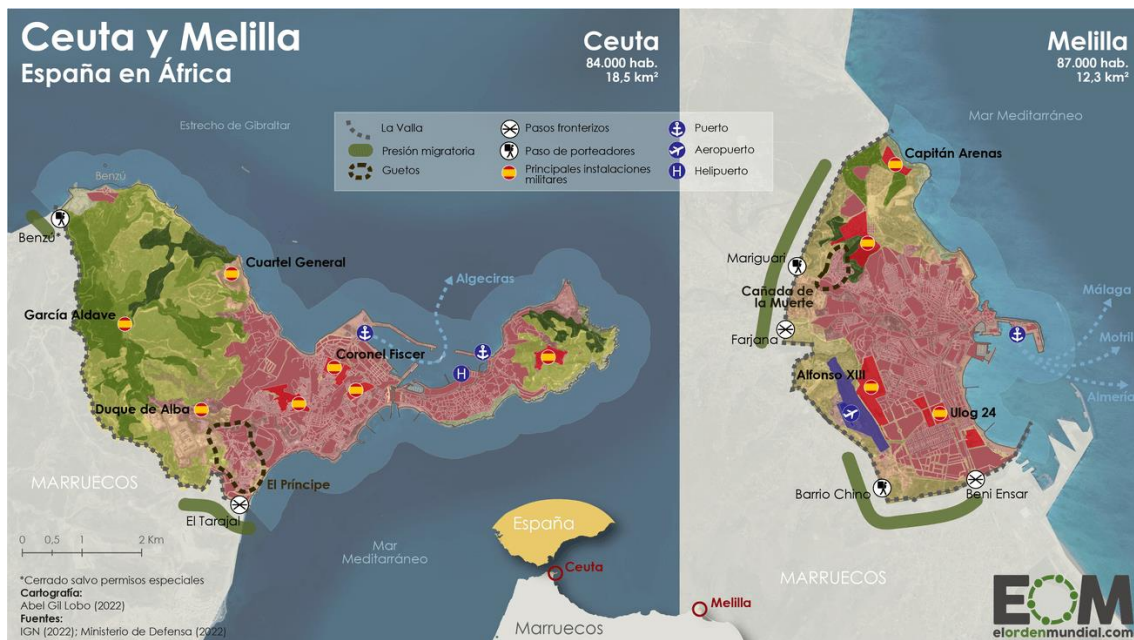 Ceuta y Melilla
España en África
Ceuta
84.000 hab.
18,5 km²
Melilla
87.000 hab.
12,3 km²
Estrecho de Gibraltar
La Valla
Presión migratoria
Guetos
Pasos fronterizos
Paso de porteadores
Principales instalaciones
militares
Puerto
Aeropuerto
H
Helipuerto
Mar Mediterráneo
Capitán Arenas
Benzú
Benzú*
Cuartel General
García Aldave
Algeciras
Coronel Fiscer
H
Duque de Alba
El Príncipe
El Tarajal
MARRUECOS
Mar
Mediterráneo
0 0,5 1 2 Km
*Cerrado salvo permisos especiales
Cartografía:
Abel Gil Lobo (2022)
Fuentes:
IGN (2022); Ministerio de Defensa (2022)
España
Ceuta
Melilla
Marruecos
Mariguari
Cañada de
la Muerte
Farjana
Alfonso XIII
Ulog 24
Barrio Chino
Beni Ensar
Málaga
Motril
Almería
MARRUECOS
EOM
elordenmundial.com